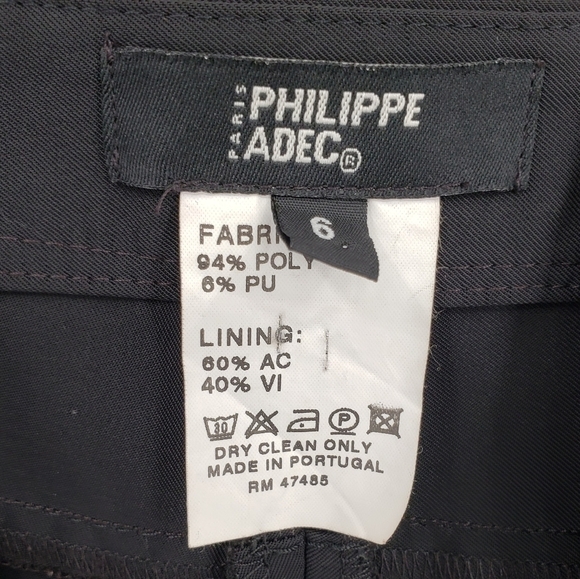 PARIS
PHILIPPE
ADEC®
6
94% POLY
6% PU
LINING:
60% AC
40% VI
30 P
DRY CLEAN ONLY
MADE IN PORTUGAL
RM 47485